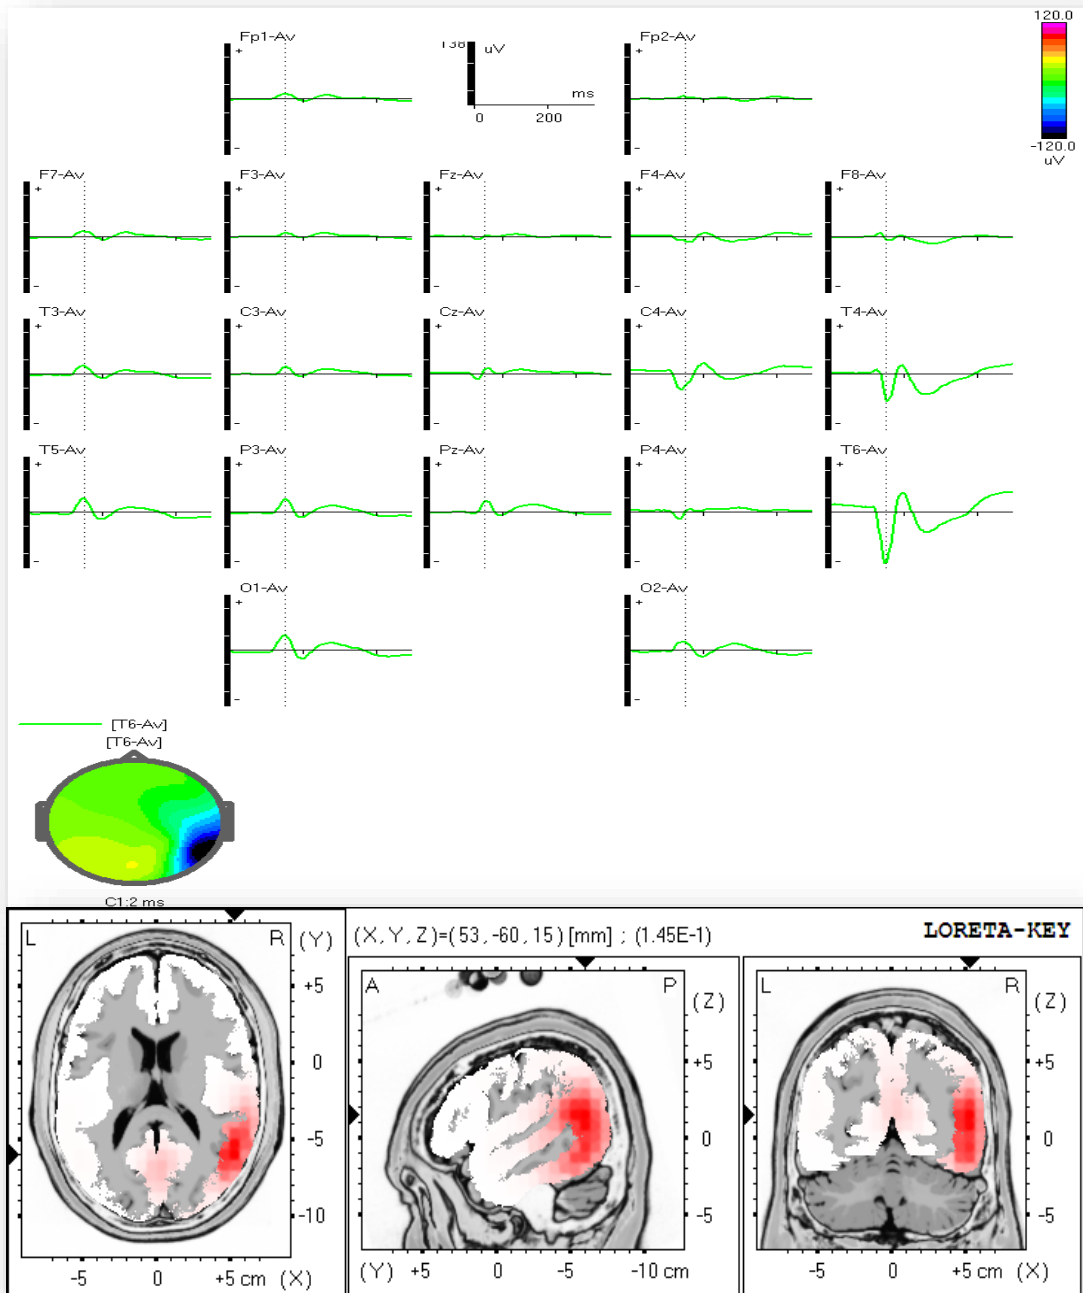 Fp1-Av
138 uV
Fp2-Av
120.0
ms
0 200
-120.0
uV
F7-Av F3-Av Fz-Av F4-Av F8-Av
T3-Av C3-Av Cz-Av C4-Av T4-Av
T5-Av P3-Av Pz-Av P4-Av T6-Av
O1-Av O2-Av
[T6-Av]
[T6-Av]
C1:2 ms
L R (Y)
+5
0
-5
-10
-5 0 +5 cm (X)
(X,Y,Z)=(53,-60,15)[mm] ; (1.45E-1)
LORETA-KEY
A P (Z)
+5
0
-5
(Y) +5 0 -5 -10 cm
L R (Z)
+5
0
-5
-5 0 +5 cm (X)